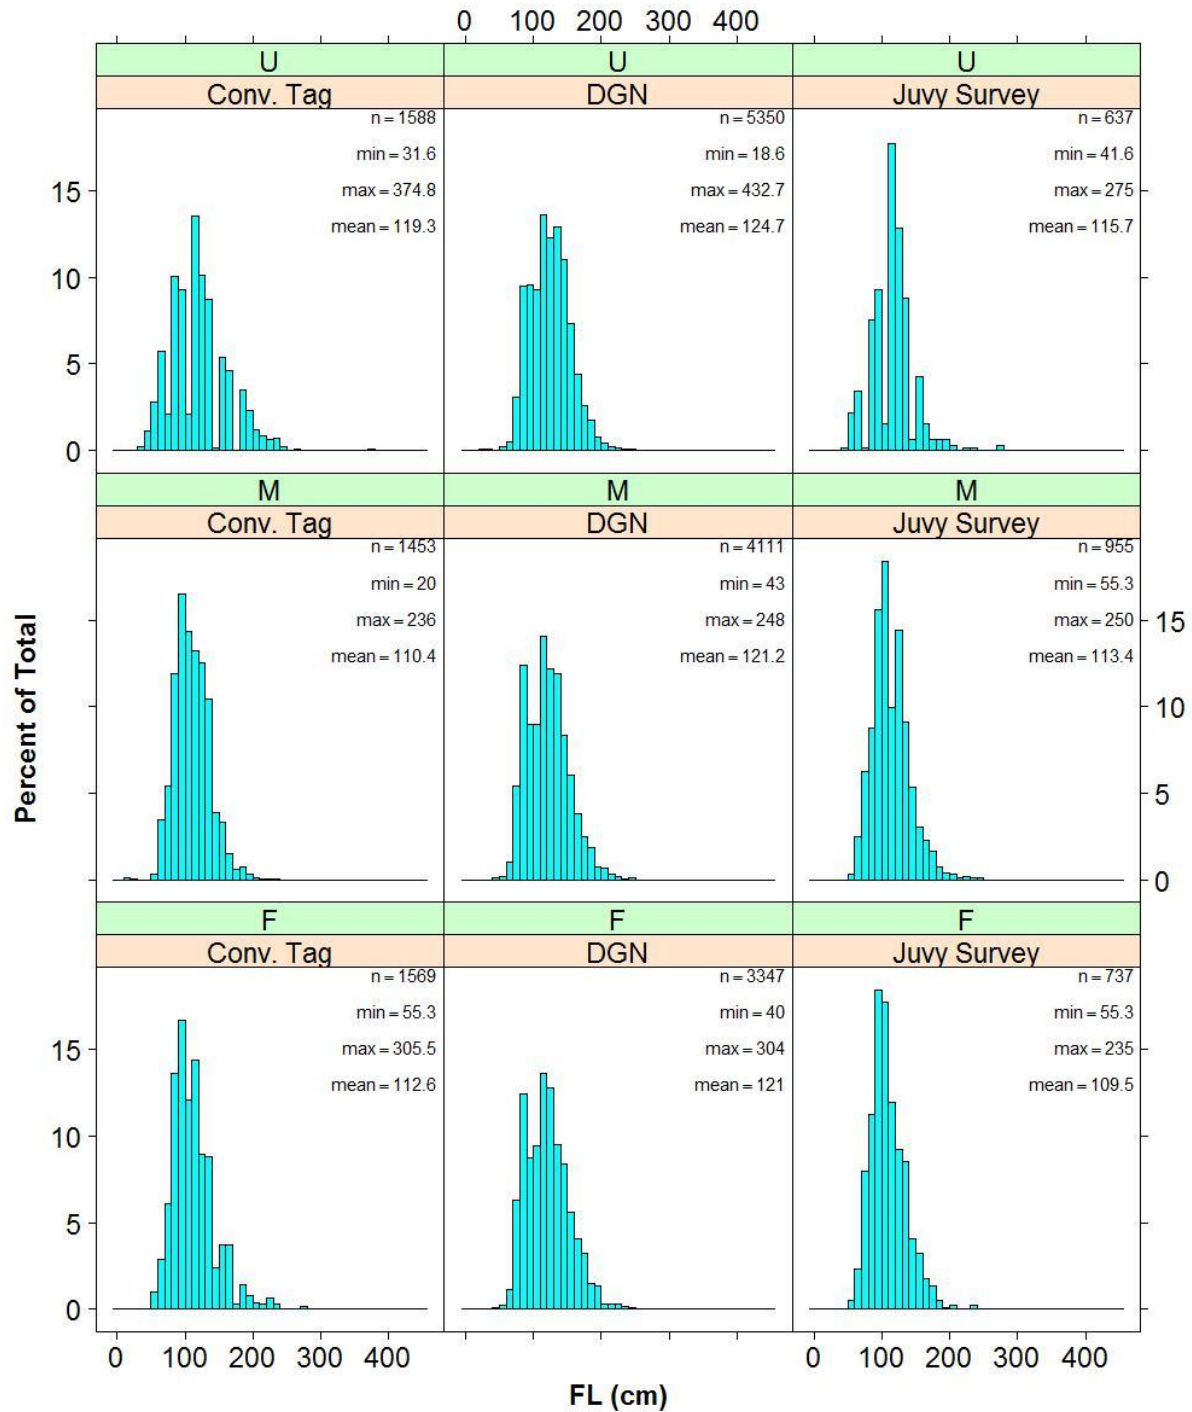 0 100 200 300 400
U U U
Conv. Tag DGN Juvy Survey
n = 1588 n = 5350 n = 637
min = 31.6 min = 18.6 min = 41.6
max = 374.8 max = 432.7 max = 275
mean = 119.3 mean = 124.7 mean = 115.7
15
10
5
0
M M M
Conv. Tag DGN Juvy Survey
n = 1453 n = 4111 n = 955
min = 20 min = 43 min = 55.3
max = 236 max = 248 max = 250
mean = 110.4 mean = 121.2 mean = 113.4
15
10
5
0
Percent of Total
F F F
Conv. Tag DGN Juvy Survey
n = 1569 n = 3347 n = 737
min = 55.3 min = 40 min = 55.3
max = 305.5 max = 304 max = 235
mean = 112.6 mean = 121 mean = 109.5
15
10
5
0
0 100 200 300 400 0 100 200 300 400
FL (cm)